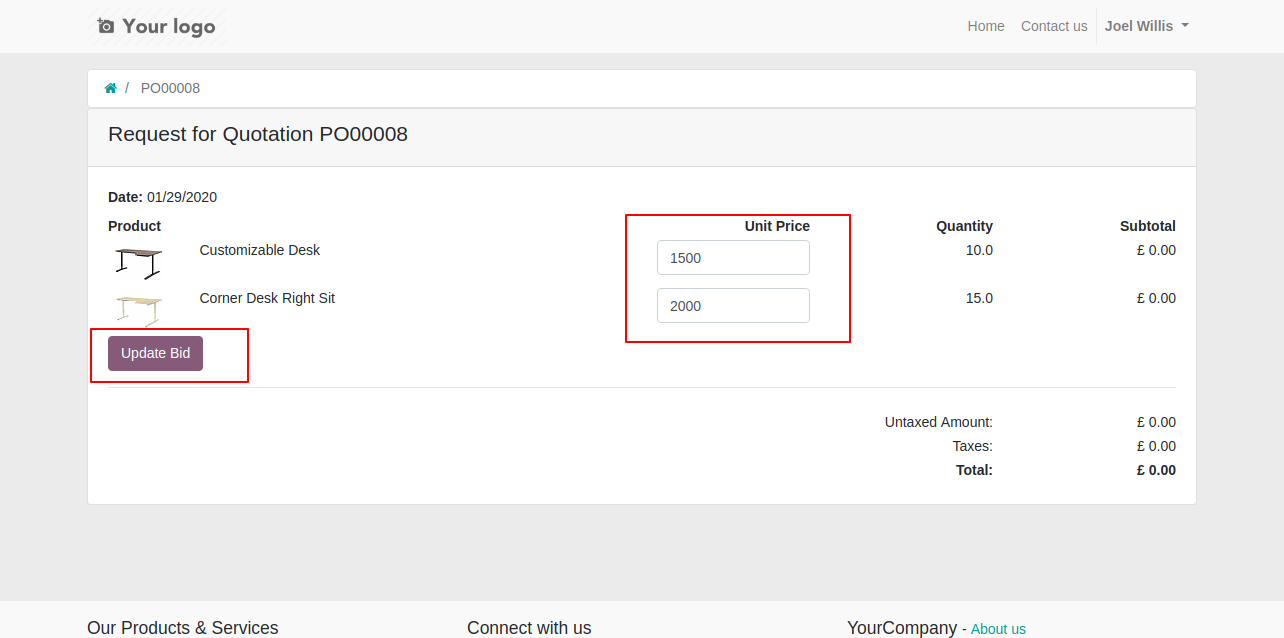 Your logo
Home Contact us Joel Willis
/ PO00008
Request for Quotation PO00008
Date: 01/29/2020
Product Unit Price Quantity Subtotal
Customizable Desk 1500 10.0 £ 0.00
Corner Desk Right Sit 2000 15.0 £ 0.00
Update Bid
Untaxed Amount: £ 0.00
Taxes: £ 0.00
Total: £ 0.00
Our Products & Services Connect with us YourCompany - About us